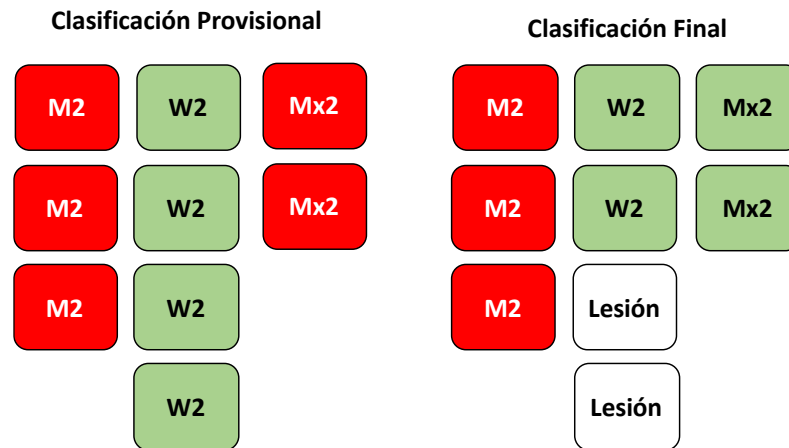 Clasificación Provisional
M2 W2 Mx2
M2 W2 Mx2
M2 W2
W2
Clasificación Final
M2 W2 Mx2
M2 W2 Mx2
M2 Lesión
Lesión